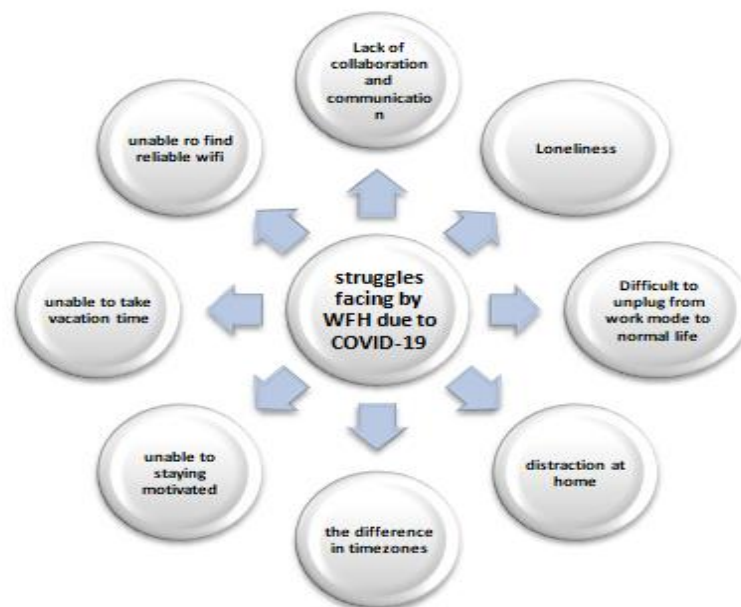 Lack of
collaboration
and
communicatio
n
Loneliness
Difficult to
unplug from
work mode to
normal life
distraction at
home
the difference
in timezones
unable to
staying
motivated
unable to take
vacation time
unable ro find
reliable wifi
struggles
facing by
WFH due to
COVID-19